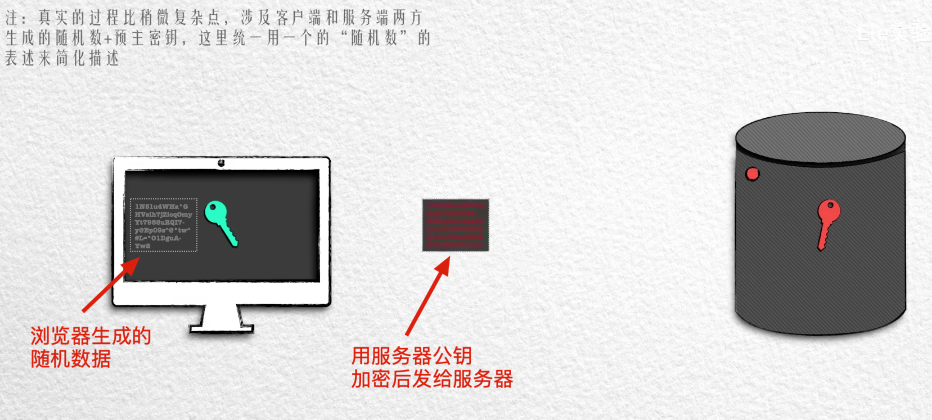 注：真实的过程比稍微复杂点，涉及客户端和服务端两方
生成的随机数+预主密钥，这里统一用一个的“随机数”的
表述来简化描述
浏览器生成的
随机数据
用服务器公钥
加密后发给服务器